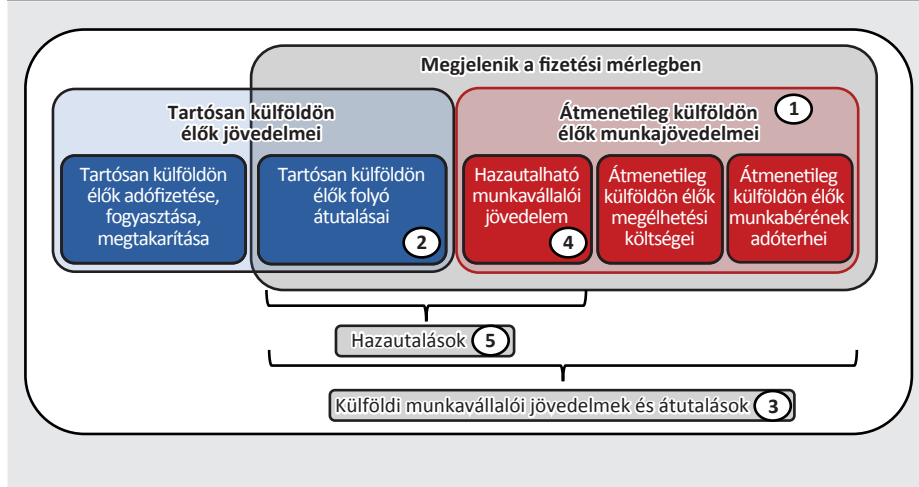 Megjelenik a fizetési mérlegben
Tartósan külföldön
élők jövedelmei
Átmenetileg külföldön
élők munkajövedelmei
1
Tartósan külföldön
élők adófizetése,
fogyasztása,
megtakarítása
Tartósan külföldön
élők folyó
átutalásai
2
Hazautalható
munkavállalói
jövedelem
4
Átmenetileg
külföldön élők
megélhetési
költségei
Átmenetileg
külföldön élők
munkabérének
adóterhei
Hazautalások 5
Külföldi munkavállalói jövedelmek és átutalások 3